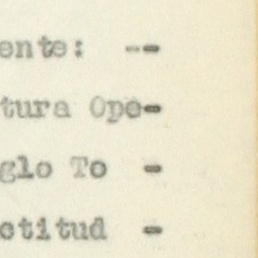 ente: --
tura Ope-
glo To -
ctitud -